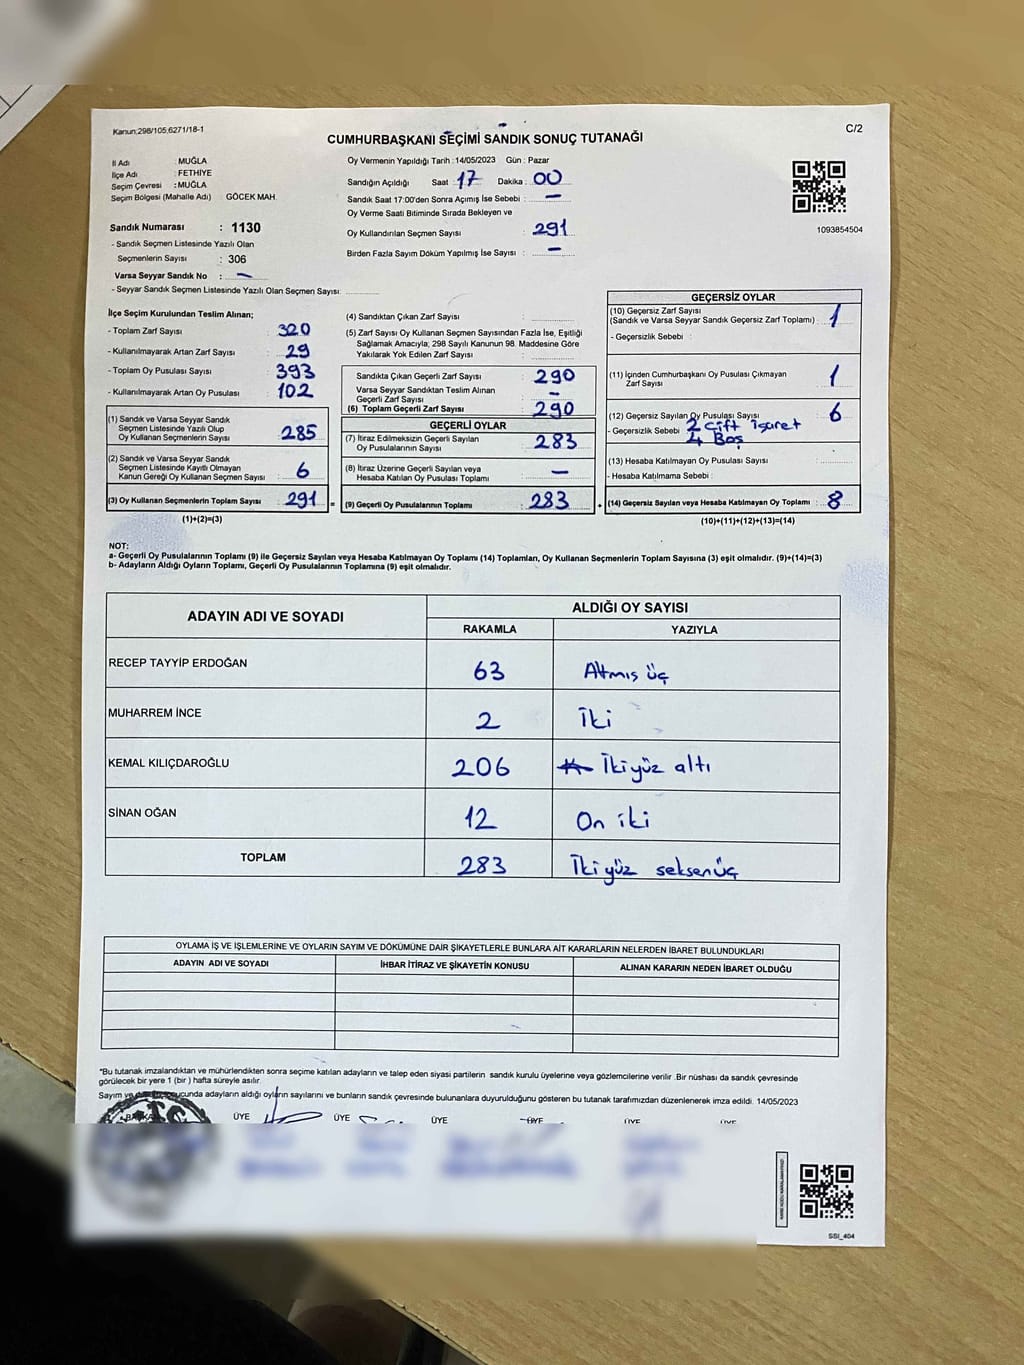 Kanun;298/105,6271/18-1
CUMHURBAŞKANI SEÇİMİ SANDIK SONUÇ TUTANAĞI
C/2
İl Adı : MUĞLA
İlçe Adı : FETHİYE
Seçim Çevresi : MUĞLA
Seçim Bölgesi (Mahalle Adı) : GÖCEK MAH.
Sandık Numarası : 1130
- Sandık Seçmen Listesinde Yazılı Olan
Seçmenlerin Sayısı : 306
Varsa Seyyar Sandık No : —
- Seyyar Sandık Seçmen Listesinde Yazılı Olan Seçmen Sayısı:
Oy Vermenin Yapıldığı Tarih : 14/05/2023 Gün : Pazar
Sandığın Açıldığı Saat : 17 Dakika : 00
Sandık Saat 17:00'den Sonra Açımış İse Sebebi : —
Oy Verme Saati Bitiminde Sırada Bekleyen ve
Oy Kullandırılan Seçmen Sayısı : 291
Birden Fazla Sayım Döküm Yapılmış İse Sayısı : —
1093854504
İlçe Seçim Kurulundan Teslim Alınan;
- Toplam Zarf Sayısı : 320
- Kullanılmayarak Artan Zarf Sayısı : 29
- Toplam Oy Pusulası Sayısı : 393
- Kullanılmayarak Artan Oy Pusulası : 102
(1) Sandık ve Varsa Seyyar Sandık
Seçmen Listesinde Yazılı Olup
Oy Kullanan Seçmenlerin Sayısı : 285
(2) Sandık ve Varsa Seyyar Sandık
Seçmen Listesinde Kayıtlı Olmayan
Kanun Gereği Oy Kullanan Seçmen Sayısı : 6
(3) Oy Kullanan Seçmenlerin Toplam Sayısı : 291 =
(1)+(2)=(3)
(4) Sandıktan Çıkan Zarf Sayısı :
(5) Zarf Sayısı Oy Kullanan Seçmen Sayısından Fazla İse, Eşitliği
Sağlamak Amacıyla; 298 Sayılı Kanunun 98. Maddesine Göre
Yakılarak Yok Edilen Zarf Sayısı :
Sandıkta Çıkan Geçerli Zarf Sayısı : 290
Varsa Seyyar Sandıktan Teslim Alınan
Geçerli Zarf Sayısı : —
(6) Toplam Geçerli Zarf Sayısı : 290
GEÇERLİ OYLAR
(7) İtiraz Edilmeksizin Geçerli Sayılan
Oy Pusulalarının Sayısı : 283
(8) İtiraz Üzerine Geçerli Sayılan veya
Hesaba Katılan Oy Pusulası Toplamı : —
(9) Geçerli Oy Pusulalarının Toplamı : 283 +
GEÇERSİZ OYLAR
(10) Geçersiz Zarf Sayısı
(Sandık ve Varsa Seyyar Sandık Geçersiz Zarf Toplamı) : 1
- Geçersizlik Sebebi :
(11) İçinden Cumhurbaşkanı Oy Pusulası Çıkmayan
Zarf Sayısı : 1
(12) Geçersiz Sayılan Oy Pusulası Sayısı : 6
- Geçersizlik Sebebi : 2 Çift İşaret
4 Boş
(13) Hesaba Katılmayan Oy Pusulası Sayısı :
- Hesaba Katılmama Sebebi :
(14) Geçersiz Sayılan veya Hesaba Katılmayan Oy Toplamı : 8
(10)+(11)+(12)+(13)=(14)
NOT:
a- Geçerli Oy Pusulalarının Toplamı (9) ile Geçersiz Sayılan veya Hesaba Katılmayan Oy Toplamı (14) Toplamları, Oy Kullanan Seçmenlerin Toplam Sayısına (3) eşit olmalıdır. (9)+(14)=(3)
b- Adayların Aldığı Oyların Toplamı, Geçerli Oy Pusulalarının Toplamına (9) eşit olmalıdır.
ADAYIN ADI VE SOYADI ALDIĞI OY SAYISI
RAKAMLA YAZIYLA
RECEP TAYYİP ERDOĞAN 63 Altmış üç
MUHARREM İNCE 2 İki
KEMAL KILIÇDAROĞLU 206 İkiyüz altı
SİNAN OĞAN 12 On iki
TOPLAM 283 İkiyüz seksenüç
OYLAMA İŞ VE İŞLEMLERİNE VE OYLARIN SAYIM VE DÖKÜMÜNE DAİR ŞİKAYETLERLE BUNLARA AİT KARARLARIN NELERDEN İBARET BULUNDUKLARI
ADAYIN ADI VE SOYADI İHBAR İTİRAZ VE ŞİKAYETİN KONUSU ALINAN KARARIN NEDEN İBARET OLDUĞU
*Bu tutanak imzalandıktan ve mühürlendikten sonra seçime katılan adayların ve talep eden siyasi partilerin sandık kurulu üyelerine veya gözlemcilerine verilir .Bir nüshası da sandık çevresinde
görülecek bir yere 1 (bir ) hafta süreyle asılır.
Sayım ve sonucunda adayların aldığı oyların sayılarını ve bunların sandık çevresinde bulunanlara duyurulduğunu gösteren bu tutanak tarafımızdan düzenlenerek imza edildi. 14/05/2023
BAŞKAN ÜYE ÜYE ÜYE ÜYE ÜYE ÜYE
SSI_404